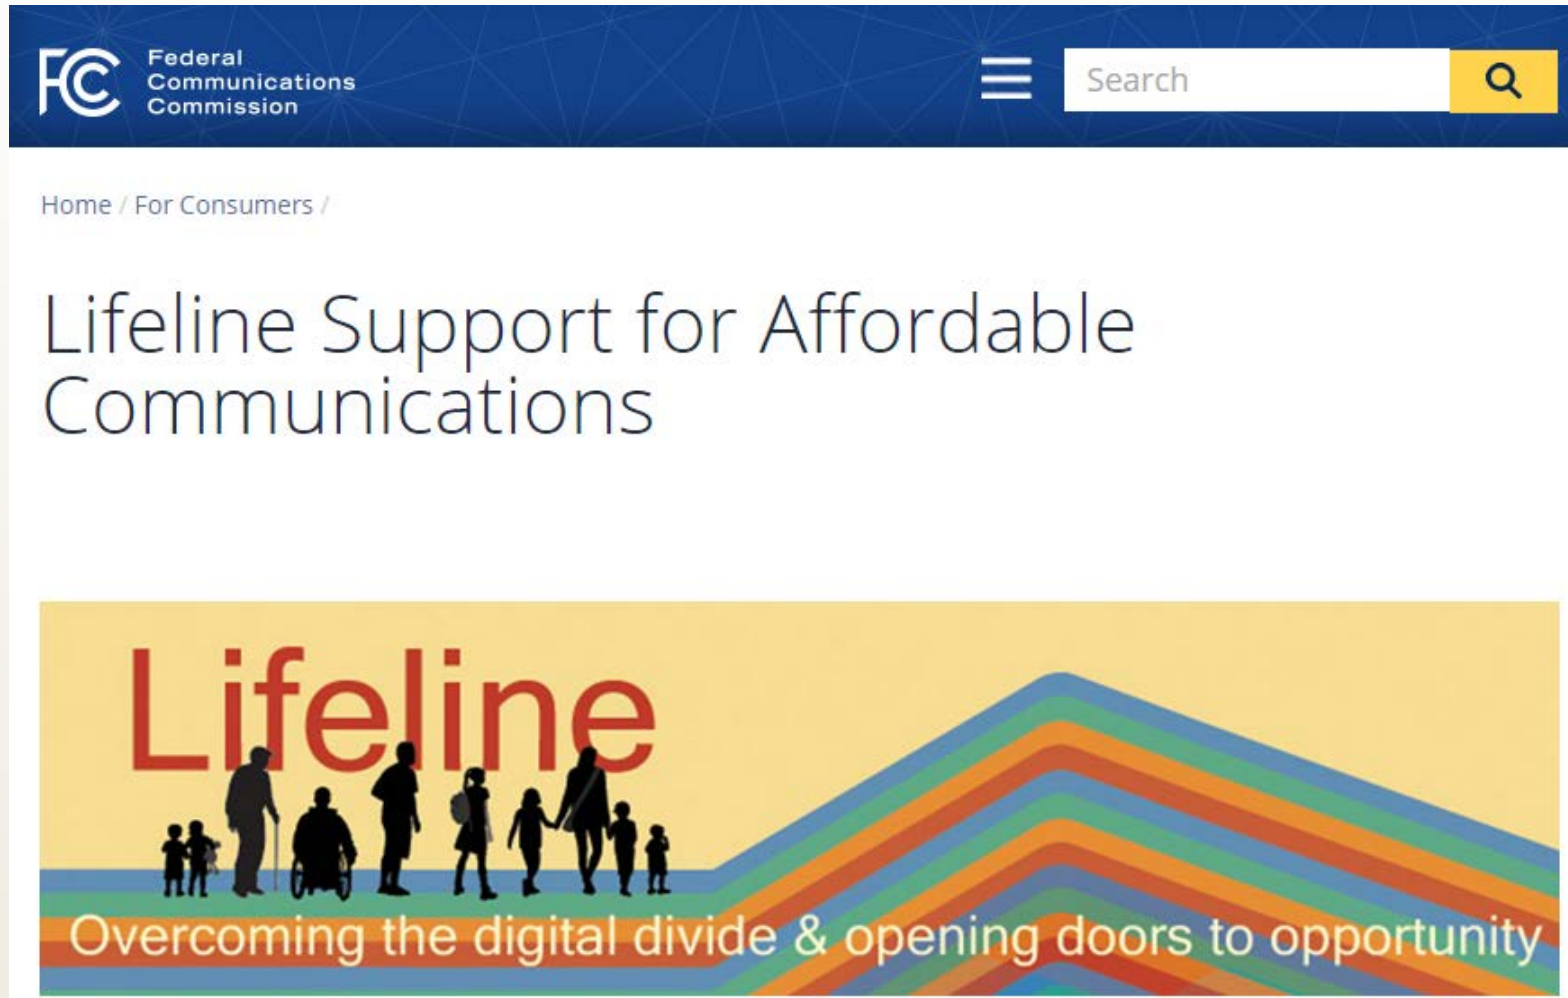 FCC
Federal
Communications
Commission
Search
Home / For Consumers /
Lifeline Support for Affordable
Communications
Lifeline
Overcoming the digital divide & opening doors to opportunity